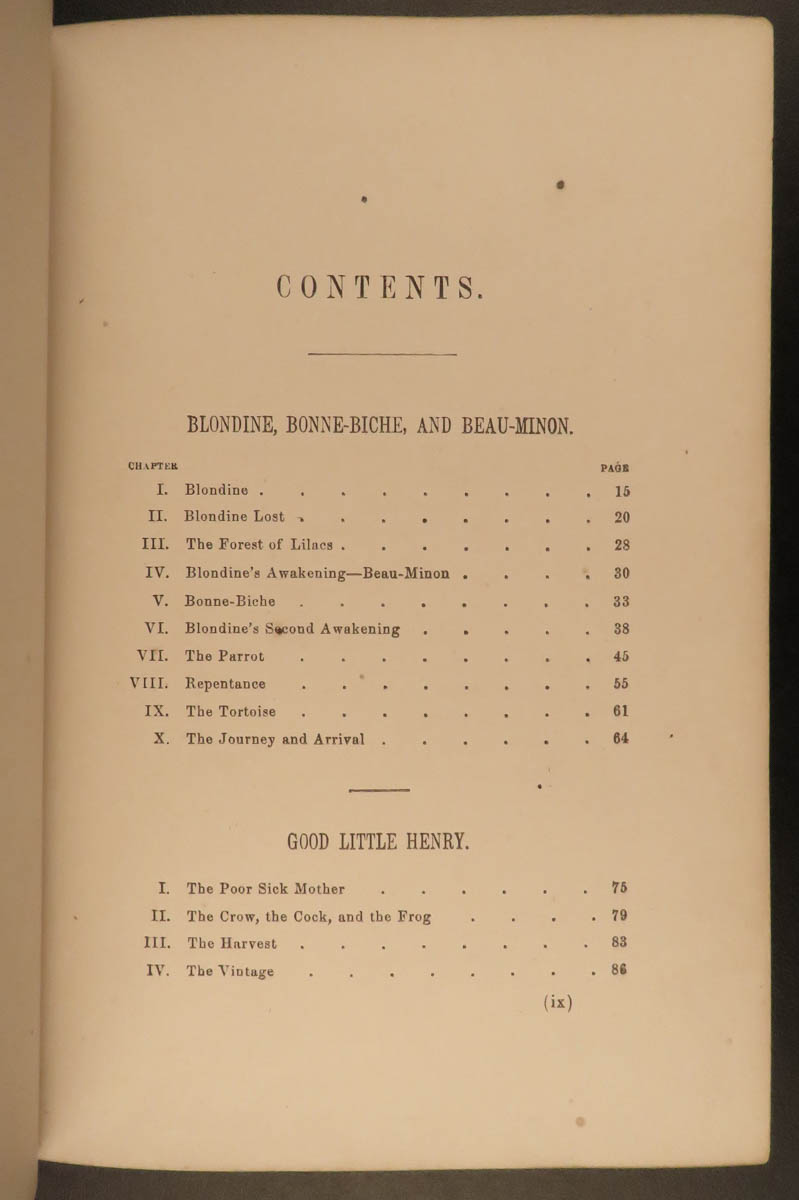 CONTENTS.
BLONDINE, BONNE-BICHE, AND BEAU-MINON.
CHAPTER PAGE
I. Blondine . . . . . . . . . 15
II. Blondine Lost . . . . . . . . 20
III. The Forest of Lilacs . . . . . . . 28
IV. Blondine's Awakening—Beau-Minon . . . . 30
V. Bonne-Biche . . . . . . . . 33
VI. Blondine's Second Awakening . . . . . 38
VII. The Parrot . . . . . . . . 45
VIII. Repentance . . . . . . . . 55
IX. The Tortoise . . . . . . . . 61
X. The Journey and Arrival . . . . . . 64
GOOD LITTLE HENRY.
I. The Poor Sick Mother . . . . . . 75
II. The Crow, the Cock, and the Frog . . . . 79
III. The Harvest . . . . . . . . 83
IV. The Vintage . . . . . . . . 86
(ix)